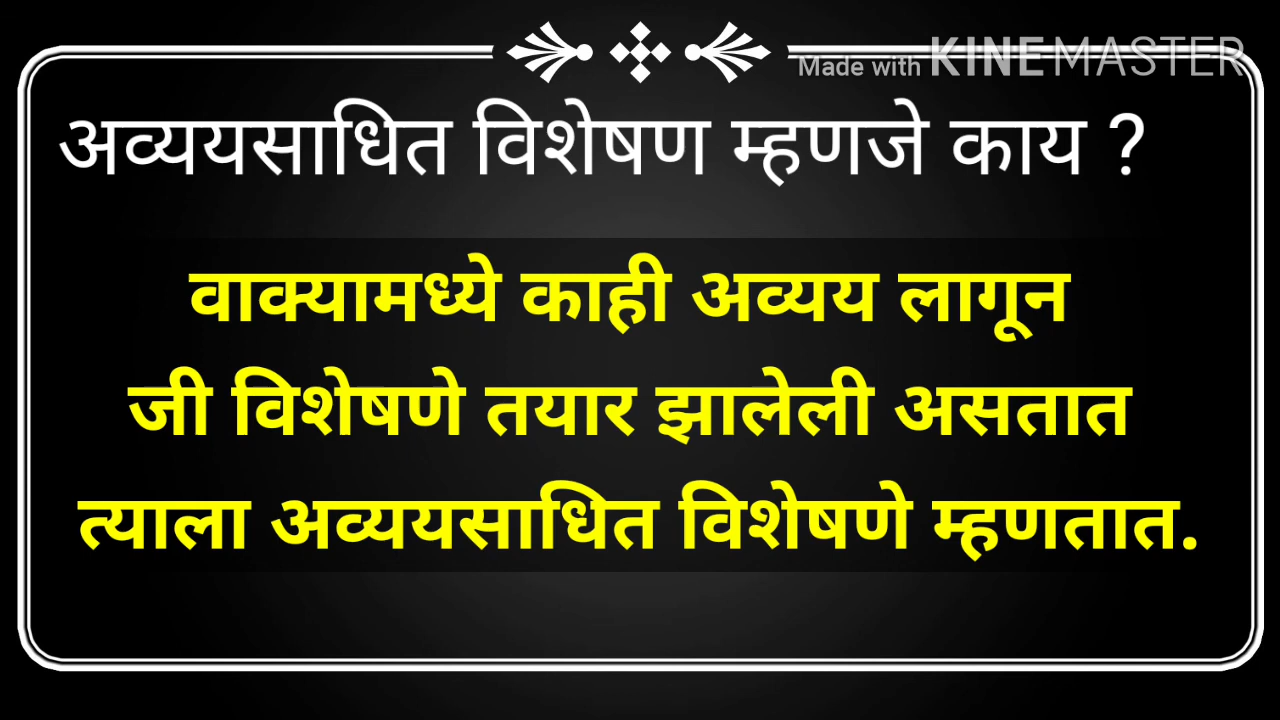 Made with KINEMASTER
अव्ययसाधित विशेषण म्हणजे काय ?
वाक्यामध्ये काही अव्यय लागून
जी विशेषणे तयार झालेली असतात
त्याला अव्ययसाधित विशेषणे म्हणतात.